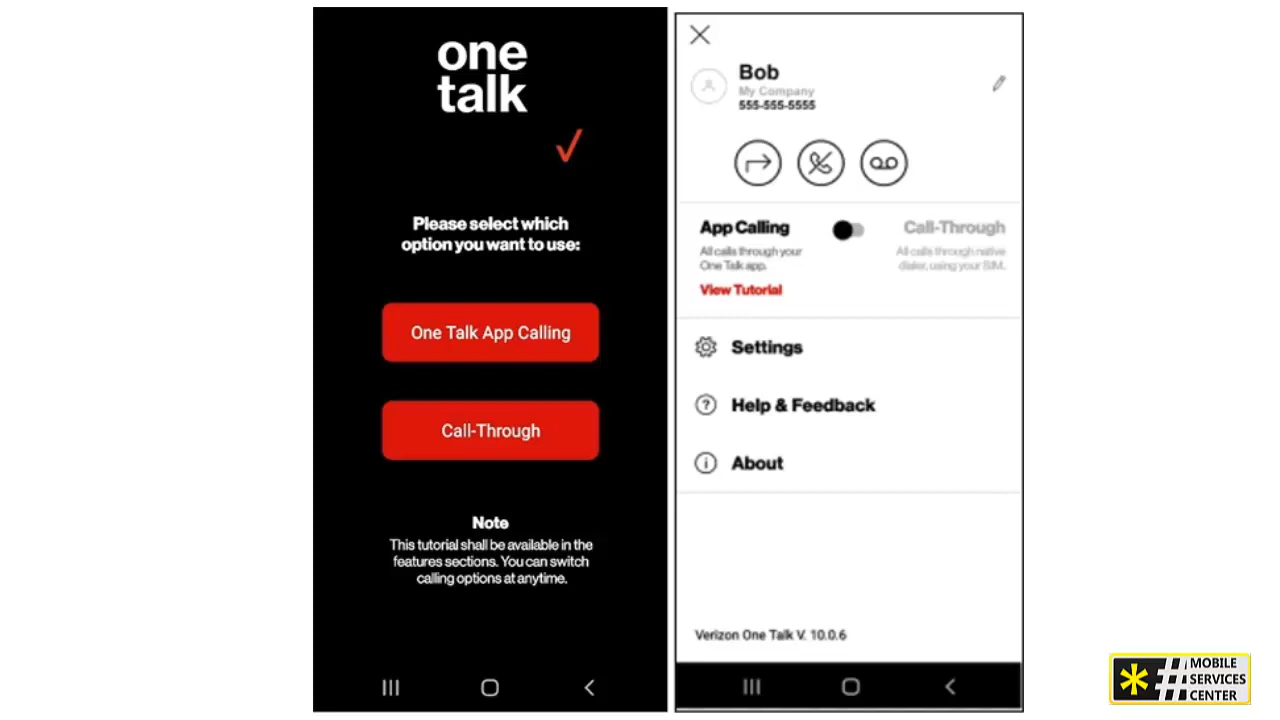 one
talk
Please select which
option you want to use:
One Talk App Calling
Call-Through
Note
This tutorial shall be available in the
features sections. You can switch
calling options at anytime.
Bob
My Company
555-555-5555
App Calling
Call-Through
All calls through your
One Talk app.
All calls through native
dialer, using your SIM.
View Tutorial
Settings
Help & Feedback
About
Verizon One Talk V. 10.0.6
*# MOBILE
SERVICES
CENTER